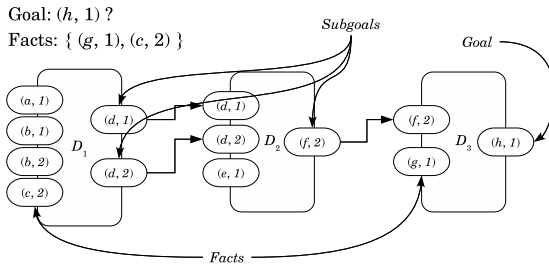 Goal: (h, 1) ?
Facts: { (g, 1), (c, 2) }
Subgoals
Goal
(a, 1)
(b, 1)
(b, 2)
(c, 2)
D1
(d, 1)
(d, 2)
(d, 1)
(d, 2)
(e, 1)
D2
(f, 2)
(f, 2)
(g, 1)
D3
(h, 1)
Facts